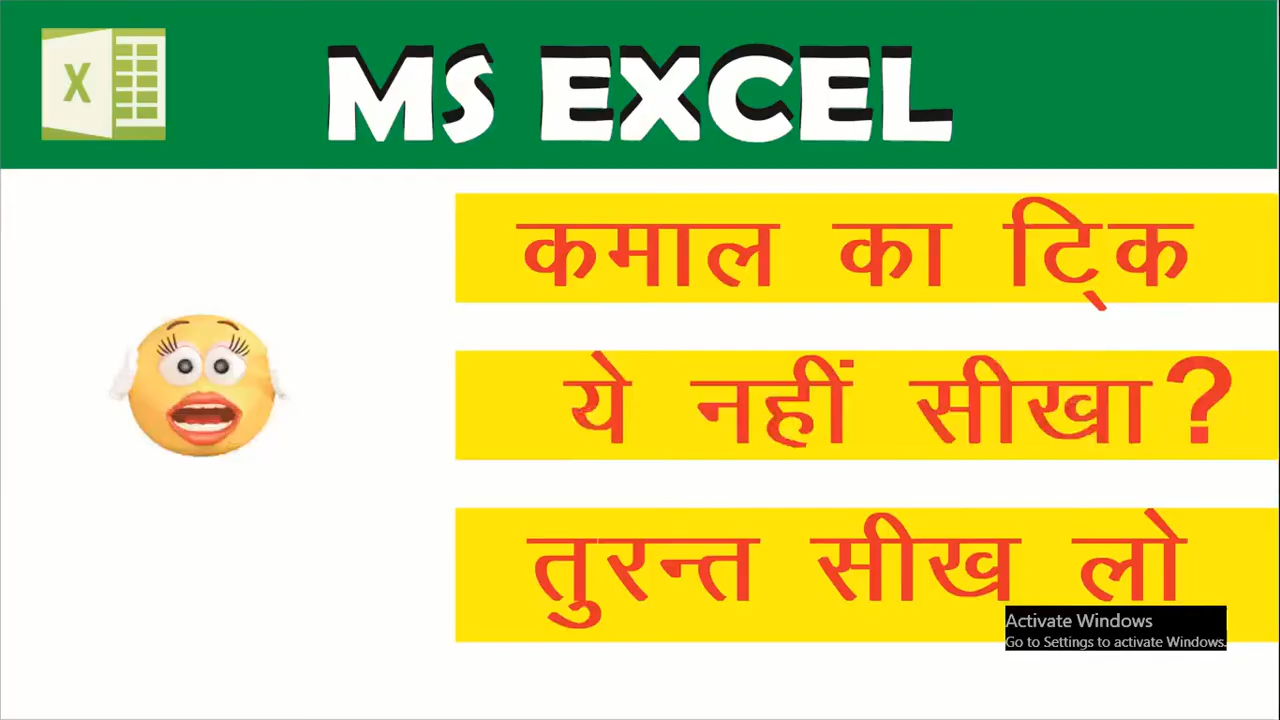 MS EXCEL
कमाल का टि्क
ये नहीं सीखा?
तुरन्त सीख लो
Activate Windows
Go to Settings to activate Windows.